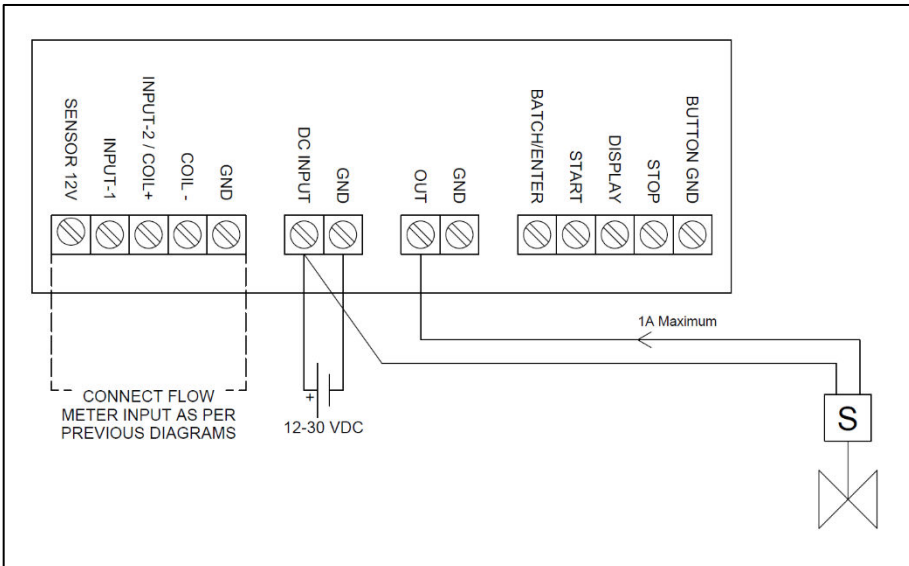 SENSOR 12V
INPUT-1
INPUT-2 / COIL+
COIL -
GND
DC INPUT
GND
OUT
GND
BATCH/ENTER
START
DISPLAY
STOP
BUTTON GND
1A Maximum
CONNECT FLOW
METER INPUT AS PER
PREVIOUS DIAGRAMS
+
12-30 VDC
S